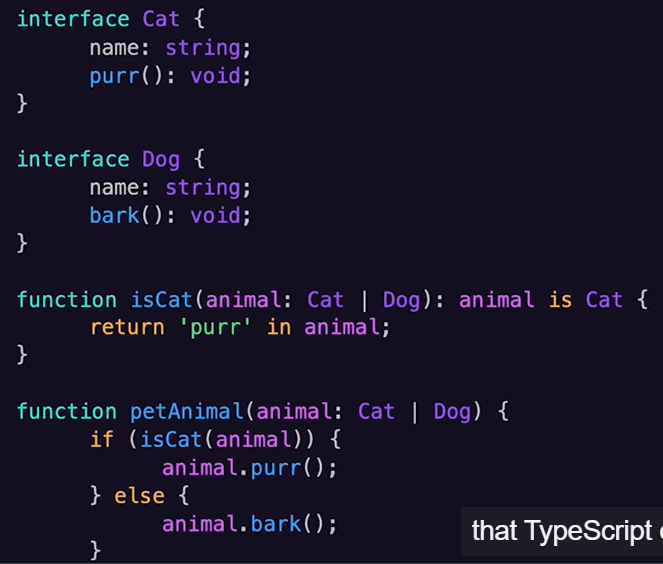 interface Cat {
name: string;
purr(): void;
}
interface Dog {
name: string;
bark(): void;
}
function isCat(animal: Cat | Dog): animal is Cat {
return 'purr' in animal;
}
function petAnimal(animal: Cat | Dog) {
if (isCat(animal)) {
animal.purr();
} else {
animal.bark();
}
that TypeScript